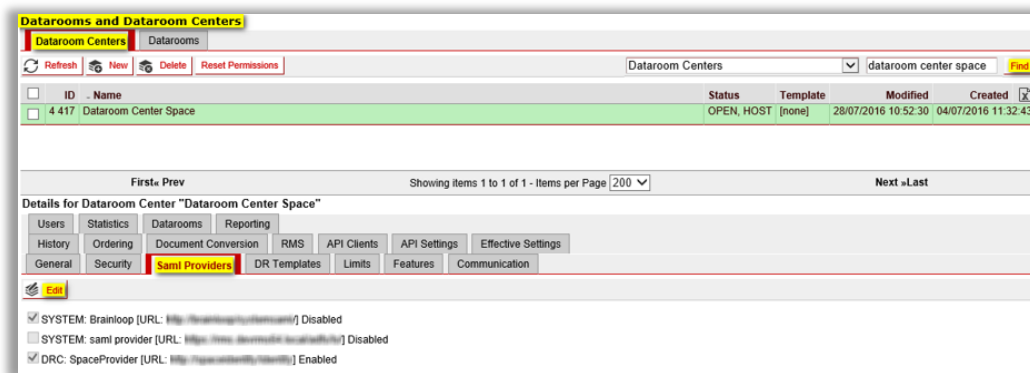 Datarooms and Dataroom Centers
Dataroom Centers Datarooms
Refresh New Delete Reset Permissions Dataroom Centers dataroom center space Find
ID Name Status Template Modified Created
4 417 Dataroom Center Space OPEN, HOST [none] 28/07/2016 10:52:30 04/07/2016 11:32:43
First« Prev Showing items 1 to 1 of 1 - Items per Page 200 Next »Last
Details for Dataroom Center "Dataroom Center Space"
Users Statistics Datarooms Reporting
History Ordering Document Conversion RMS API Clients API Settings Effective Settings
General Security Saml Providers DR Templates Limits Features Communication
Edit
SYSTEM: Brainloop [URL: /] Disabled
SYSTEM: saml provider [URL: /] Disabled
DRC: SpaceProvider [URL: ] Enabled